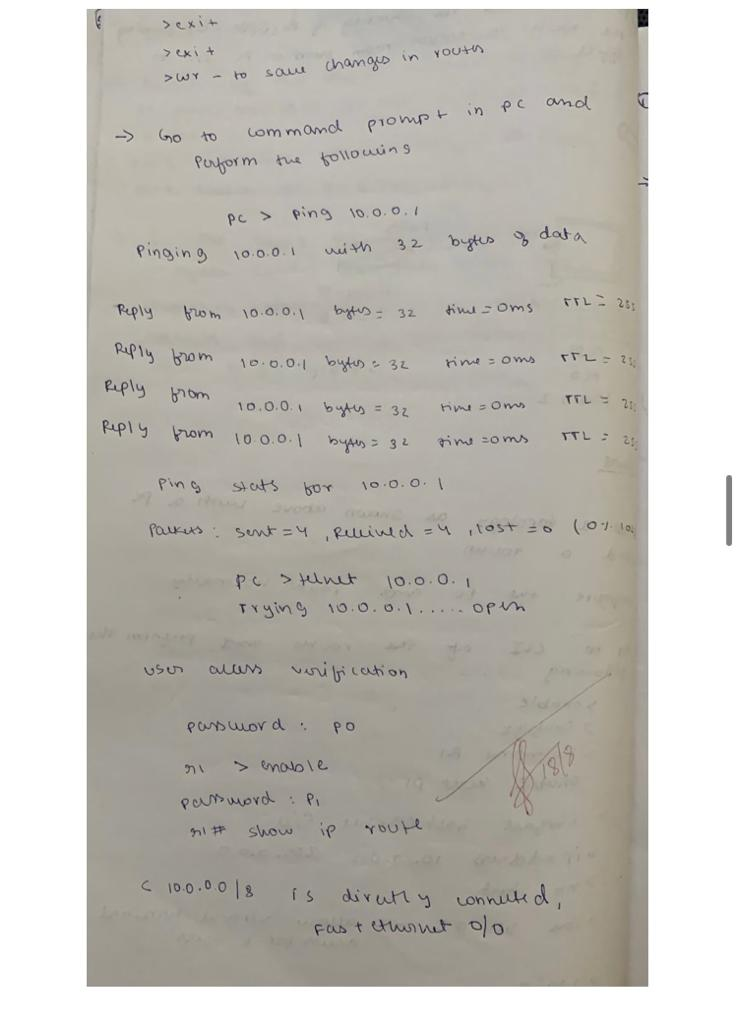 >exit
>exit
>wr - to save changes in router
→ Go to command prompt in pc and
Perform the following
pc > ping 10.0.0.1
Pinging 10.0.0.1 with 32 bytes of data
Reply from 10.0.0.1 bytes = 32 time = 0ms TTL = 255
Reply from 10.0.0.1 bytes = 32 time = 0ms TTL =
Reply from 10.0.0.1 bytes = 32 time = 0ms TTL =
Reply from 10.0.0.1 bytes = 32 time = 0ms TTL =
Ping stats for 10.0.0.1
Packets : sent = 4 , Received = 4 , lost = 0 ( 0%
pc > telnet 10.0.0.1
Trying 10.0.0.1..... open
user access verification
password : p0
r1 > enable
password : p1
r1# show ip route
C 10.0.0.0/8 is directly connected,
Fast ethernet 0/0
18/8